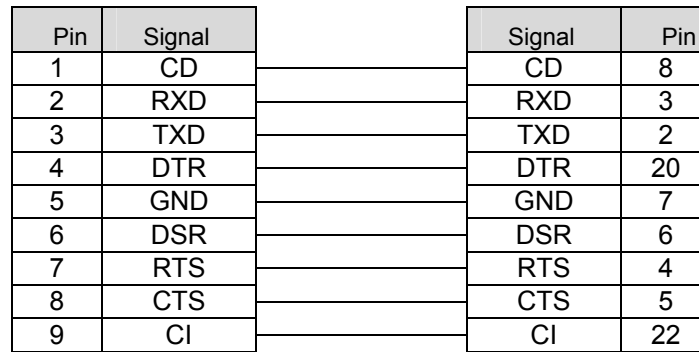 Pin Signal Signal Pin
1 CD CD 8
2 RXD RXD 3
3 TXD TXD 2
4 DTR DTR 20
5 GND GND 7
6 DSR DSR 6
7 RTS RTS 4
8 CTS CTS 5
9 CI CI 22